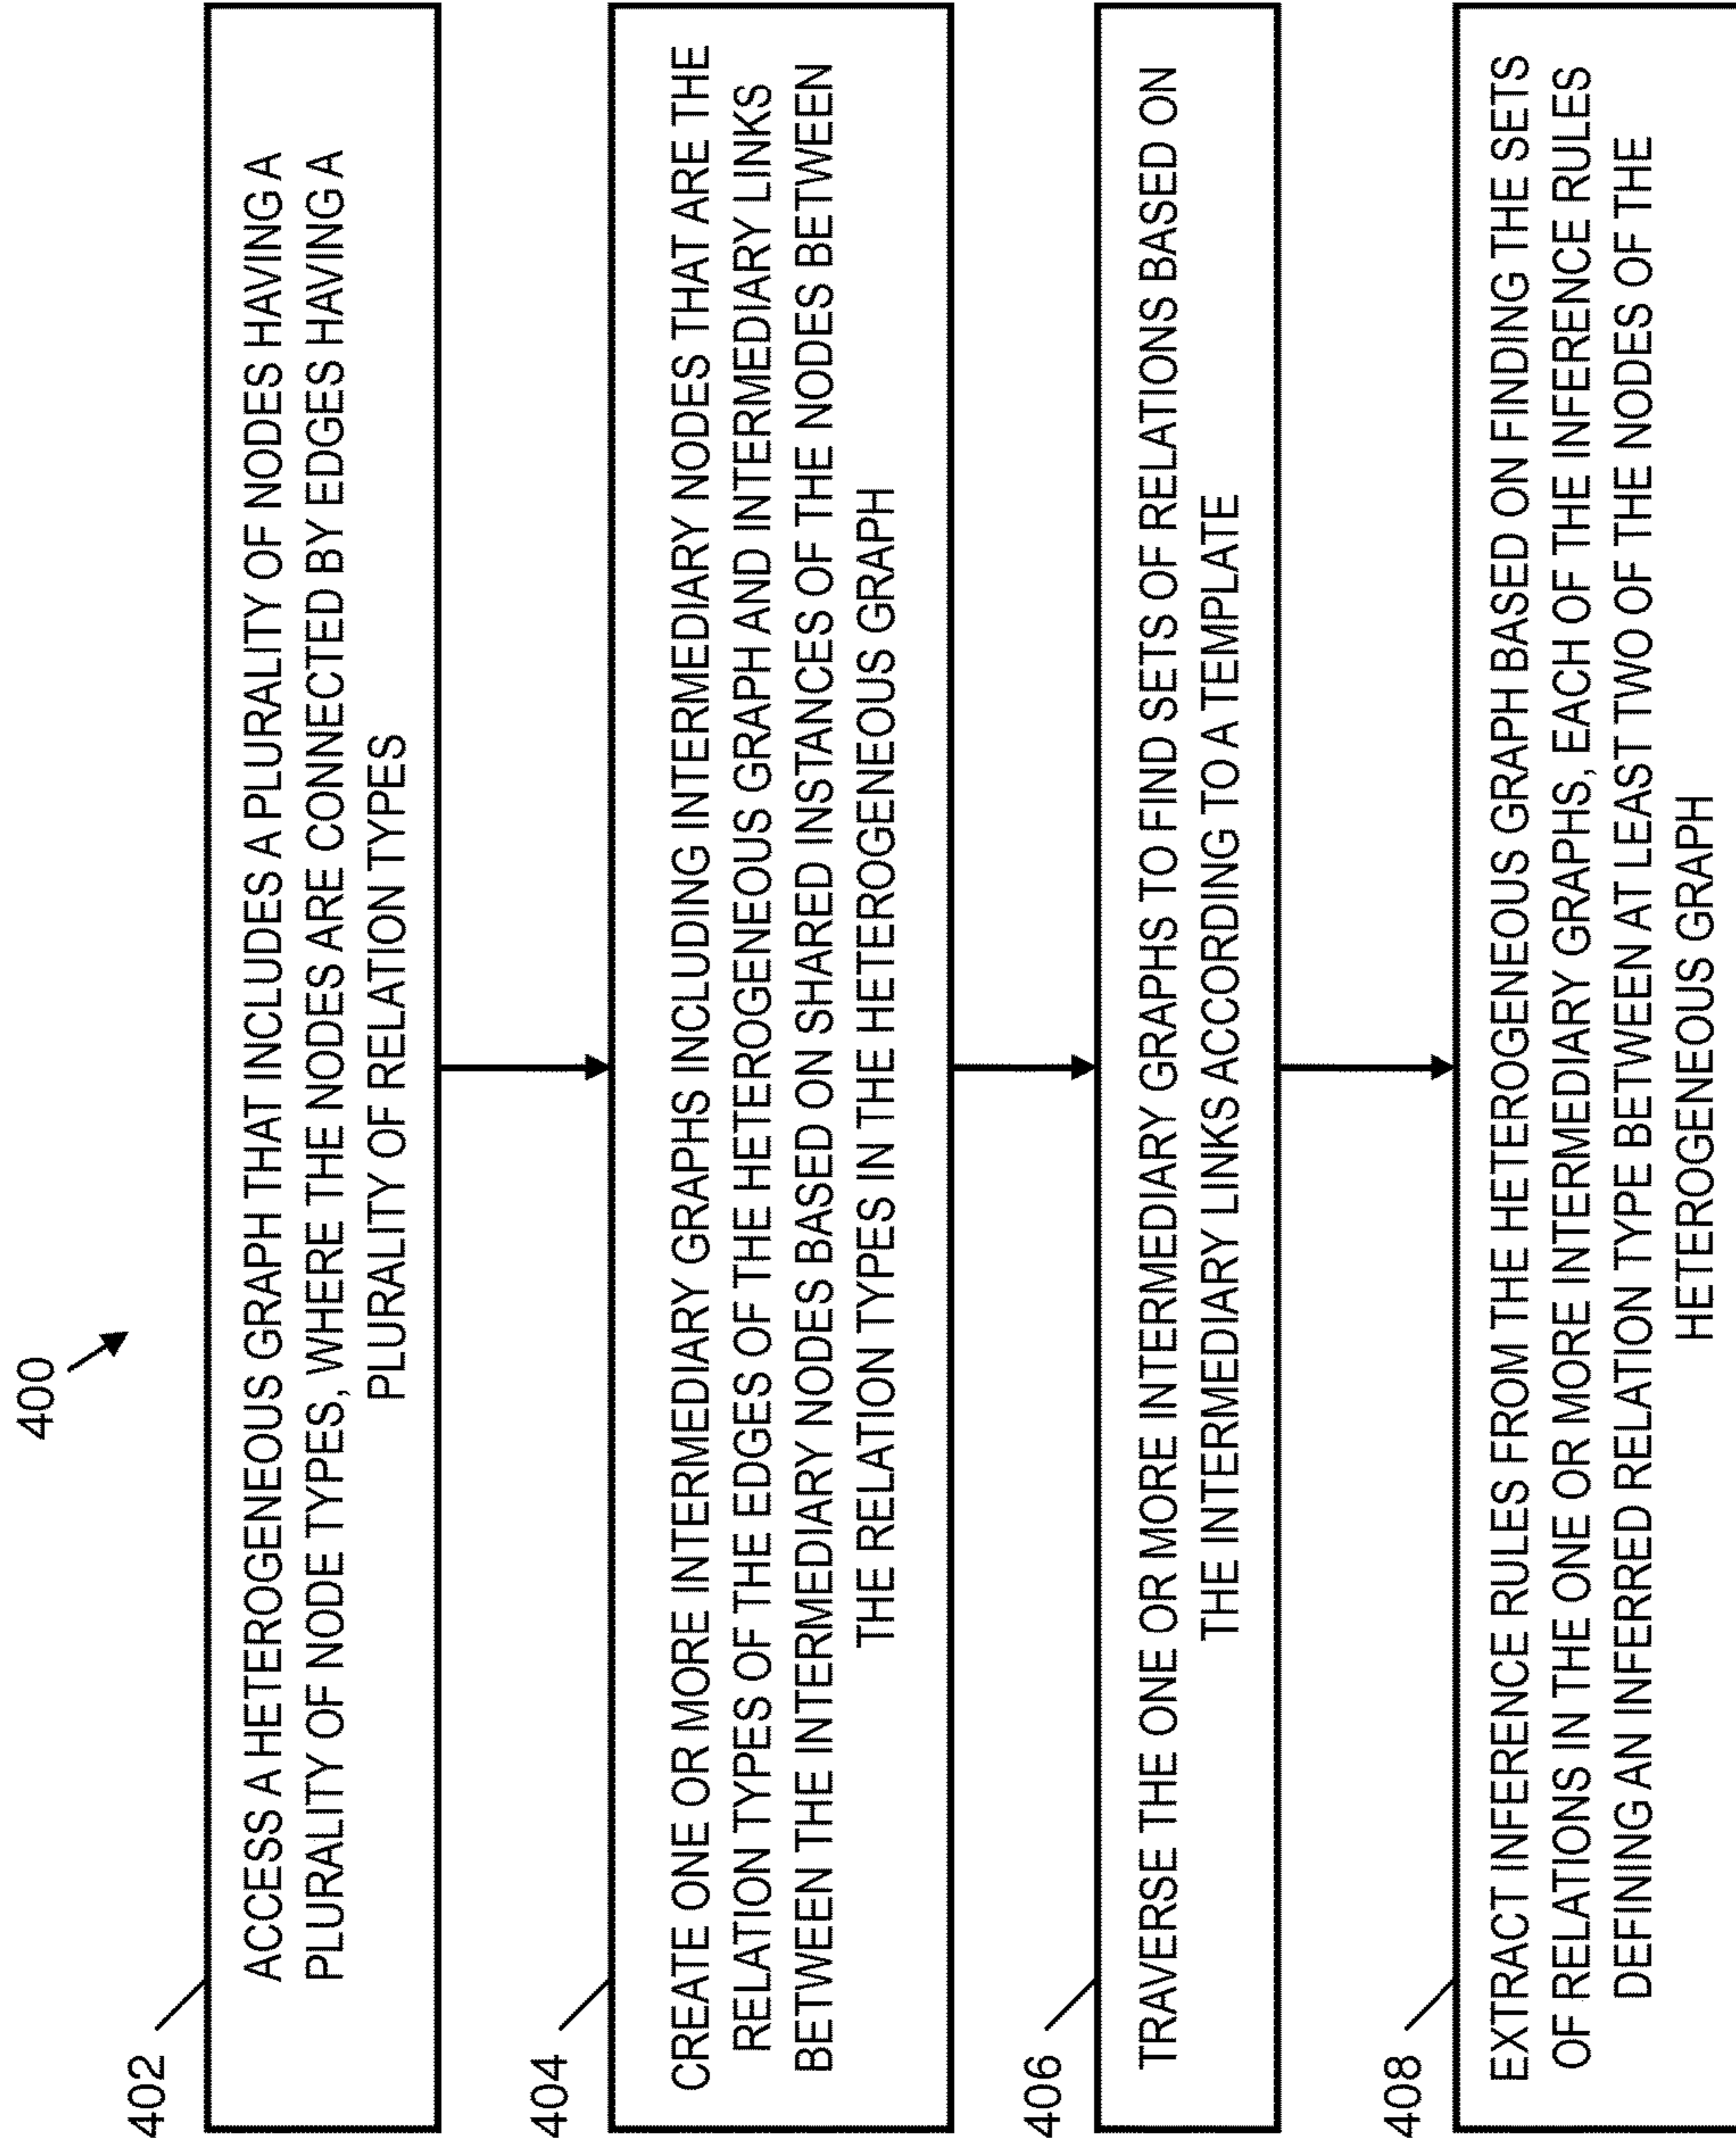 400
402
ACCESS A HETEROGENEOUS GRAPH THAT INCLUDES A PLURALITY OF NODES HAVING A
PLURALITY OF NODE TYPES, WHERE THE NODES ARE CONNECTED BY EDGES HAVING A
PLURALITY OF RELATION TYPES
404
CREATE ONE OR MORE INTERMEDIARY GRAPHS INCLUDING INTERMEDIARY NODES THAT ARE THE
RELATION TYPES OF THE EDGES OF THE HETEROGENEOUS GRAPH AND INTERMEDIARY LINKS
BETWEEN THE INTERMEDIARY NODES BASED ON SHARED INSTANCES OF THE NODES BETWEEN
THE RELATION TYPES IN THE HETEROGENEOUS GRAPH
406
TRAVERSE THE ONE OR MORE INTERMEDIARY GRAPHS TO FIND SETS OF RELATIONS BASED ON
THE INTERMEDIARY LINKS ACCORDING TO A TEMPLATE
408
EXTRACT INFERENCE RULES FROM THE HETEROGENEOUS GRAPH BASED ON FINDING THE SETS
OF RELATIONS IN THE ONE OR MORE INTERMEDIARY GRAPHS, EACH OF THE INFERENCE RULES
DEFINING AN INFERRED RELATION TYPE BETWEEN AT LEAST TWO OF THE NODES OF THE
HETEROGENEOUS GRAPH